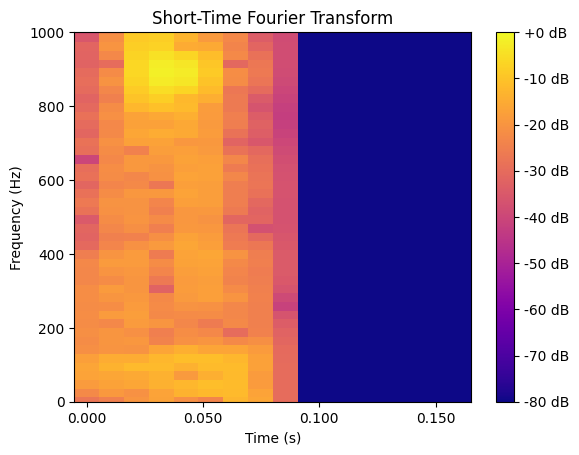 Short-Time Fourier Transform
Frequency (Hz)
1000
800
600
400
200
0
0.000
0.050
0.100
0.150
Time (s)
+0 dB
-10 dB
-20 dB
-30 dB
-40 dB
-50 dB
-60 dB
-70 dB
-80 dB